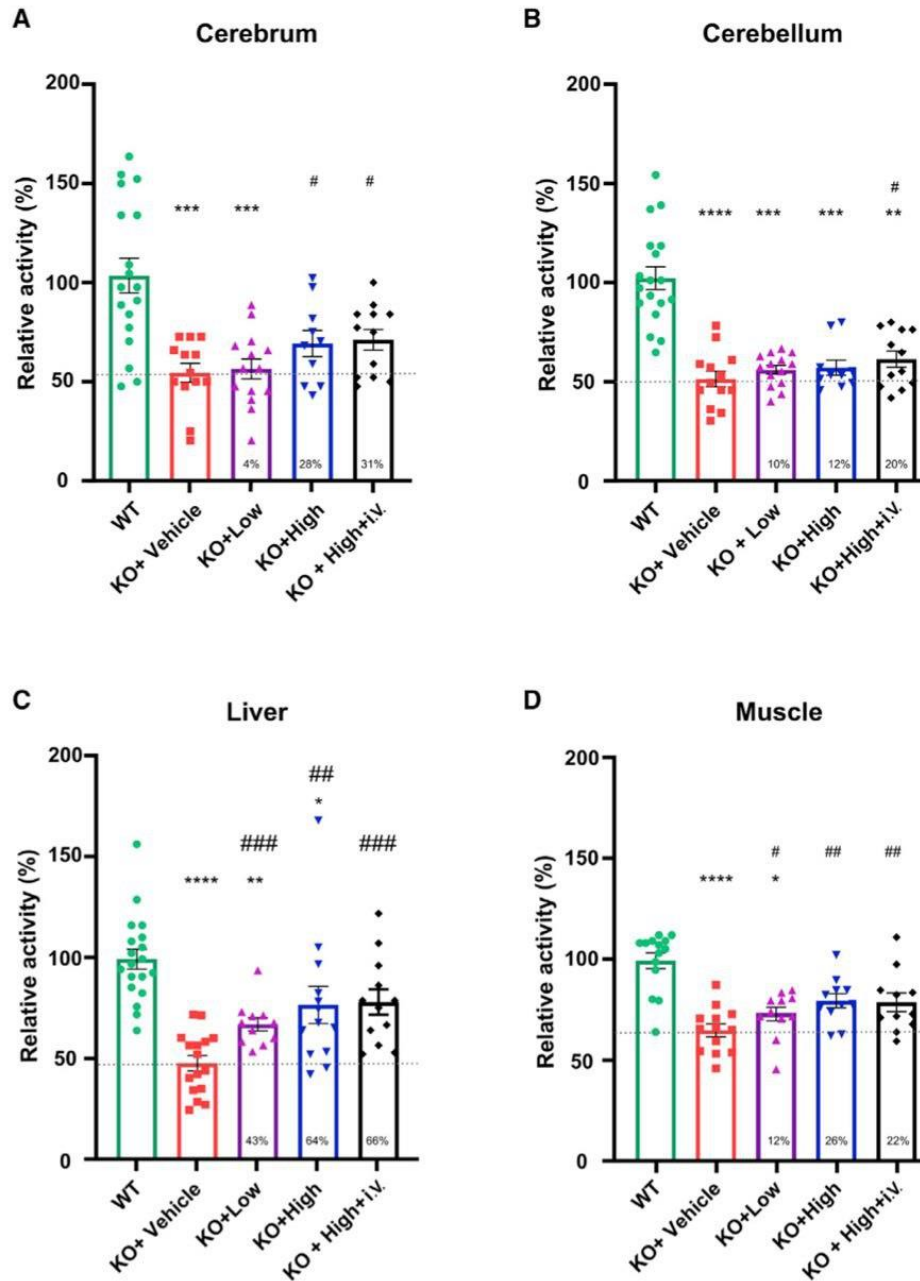 A
Cerebrum
Relative activity (%)
200
150
100
50
0
*** *** # #
4% 28% 31%
WT
KO+ Vehicle
KO+Low
KO+High
KO + High+i.v.
B
Cerebellum
Relative activity (%)
200
150
100
50
0
#
**** *** *** **
10% 12% 20%
WT
KO+ Vehicle
KO + Low
KO+High
KO+High+i.v.
C
Liver
Relative activity (%)
200
150
100
50
0
##
*
### ###
**** **
43% 64% 66%
WT
KO+ Vehicle
KO+Low
KO+High
KO + High+i.v.
D
Muscle
Relative activity (%)
200
150
100
50
0
# ## ##
**** *
12% 26% 22%
WT
KO+ Vehicle
KO+Low
KO+High
KO + High+i.v.